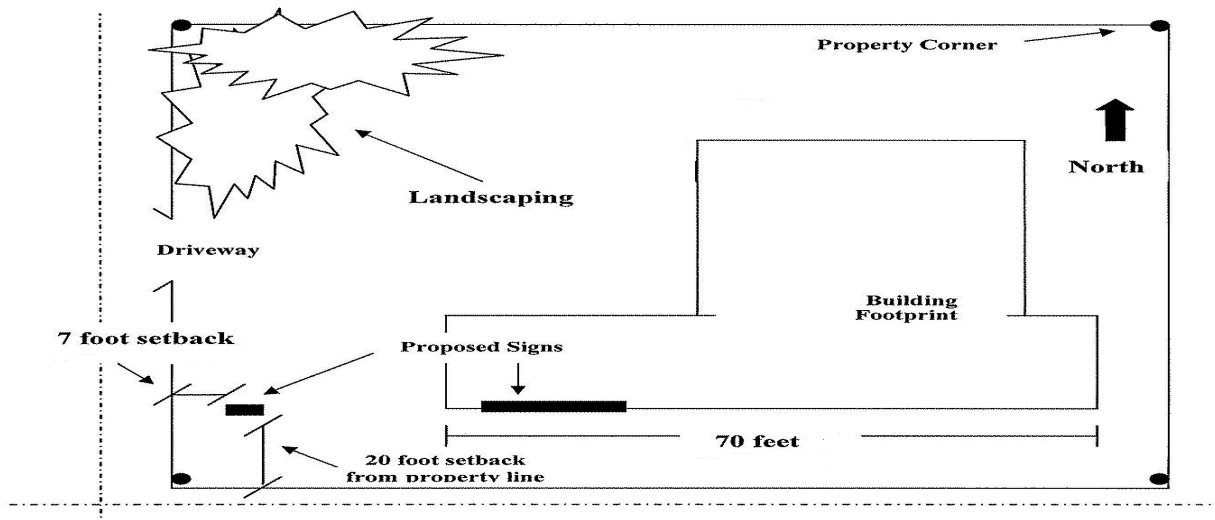 Property Corner
North
Landscaping
Driveway
Building
Footprint
7 foot setback
Proposed Signs
70 feet
20 foot setback
from property line